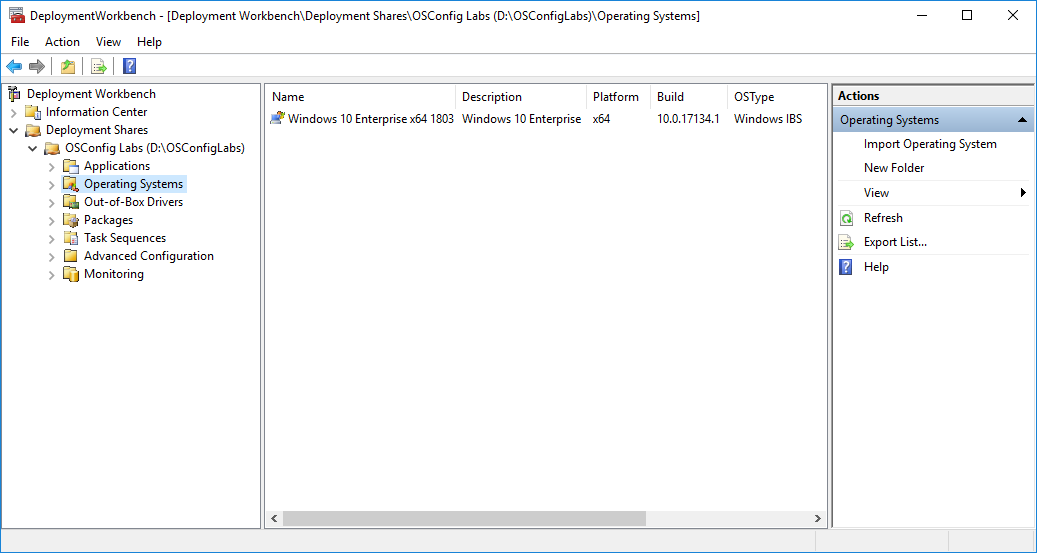 DeploymentWorkbench - [Deployment Workbench\Deployment Shares\OSConfig Labs (D:\OSConfigLabs)\Operating Systems]
File Action View Help
Deployment Workbench
Information Center
Deployment Shares
OSConfig Labs (D:\OSConfigLabs)
Applications
Operating Systems
Out-of-Box Drivers
Packages
Task Sequences
Advanced Configuration
Monitoring
Name Description Platform Build OSType
Windows 10 Enterprise x64 1803 Windows 10 Enterprise x64 10.0.17134.1 Windows IBS
Actions
Operating Systems
Import Operating System
New Folder
View
Refresh
Export List...
Help